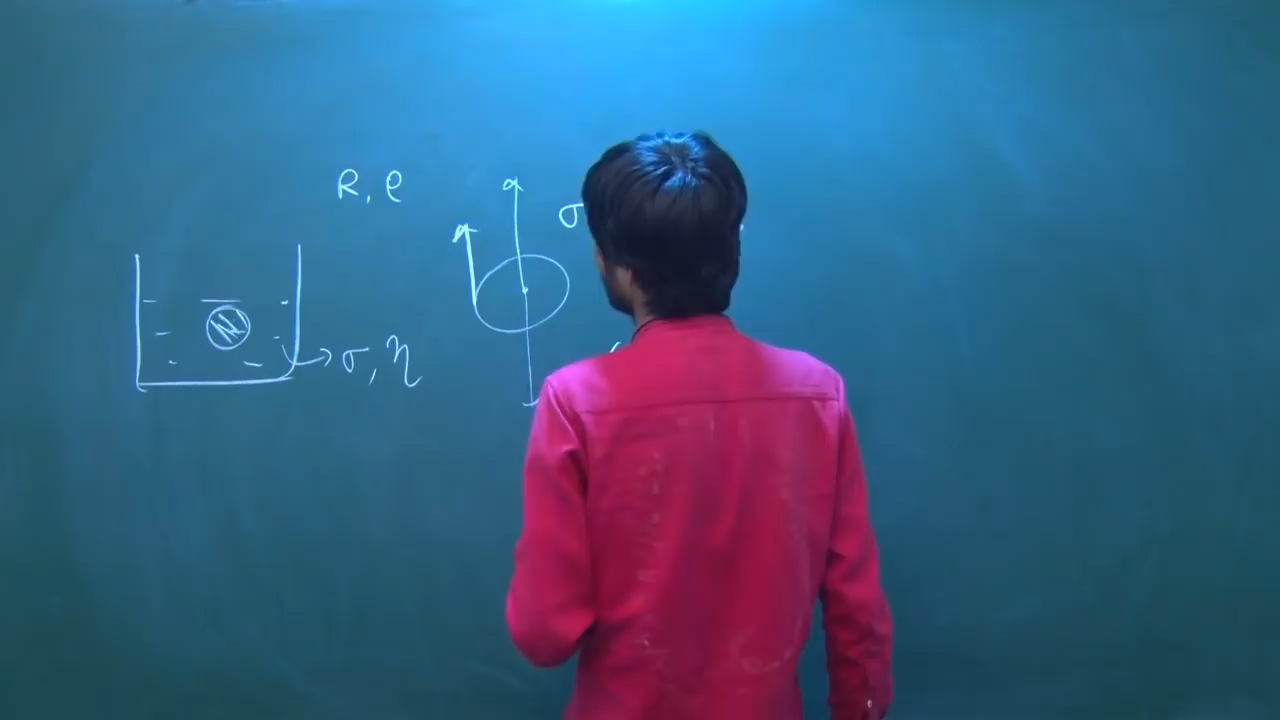 R, ρ
σ
σ, η